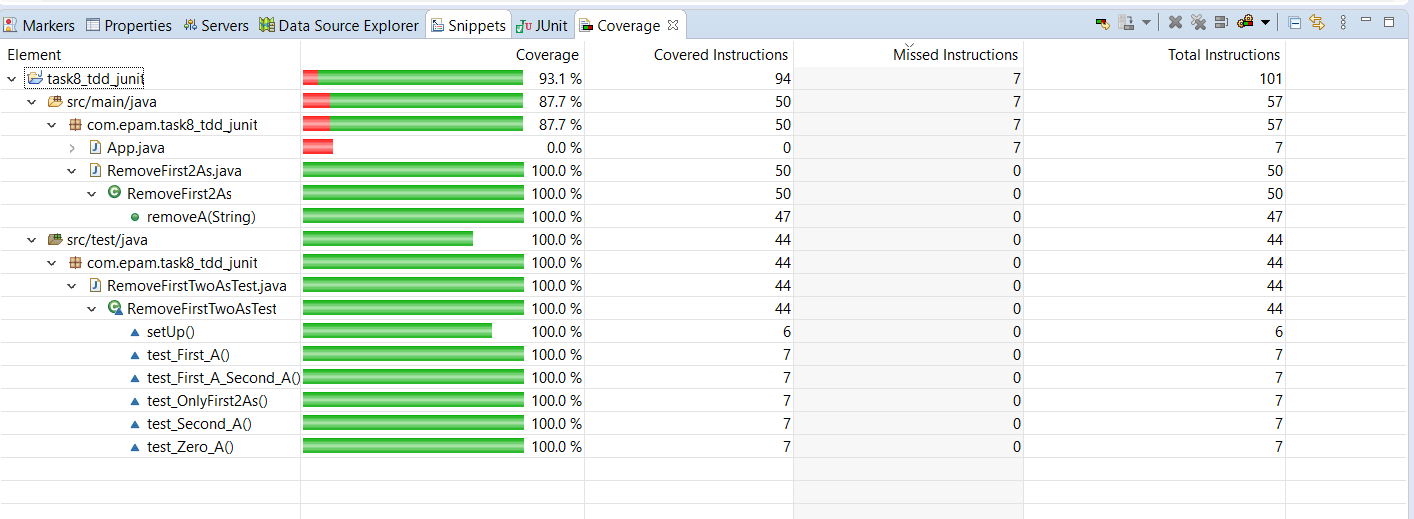 Markers Properties Servers Data Source Explorer Snippets JUnit Coverage
Element Coverage Covered Instructions Missed Instructions Total Instructions
task8_tdd_junit 93.1 % 94 7 101
src/main/java 87.7 % 50 7 57
com.epam.task8_tdd_junit 87.7 % 50 7 57
App.java 0.0 % 0 7 7
RemoveFirst2As.java 100.0 % 50 0 50
RemoveFirst2As 100.0 % 50 0 50
removeA(String) 100.0 % 47 0 47
src/test/java 100.0 % 44 0 44
com.epam.task8_tdd_junit 100.0 % 44 0 44
RemoveFirstTwoAsTest.java 100.0 % 44 0 44
RemoveFirstTwoAsTest 100.0 % 44 0 44
setUp() 100.0 % 6 0 6
test_First_A() 100.0 % 7 0 7
test_First_A_Second_A() 100.0 % 7 0 7
test_OnlyFirst2As() 100.0 % 7 0 7
test_Second_A() 100.0 % 7 0 7
test_Zero_A() 100.0 % 7 0 7